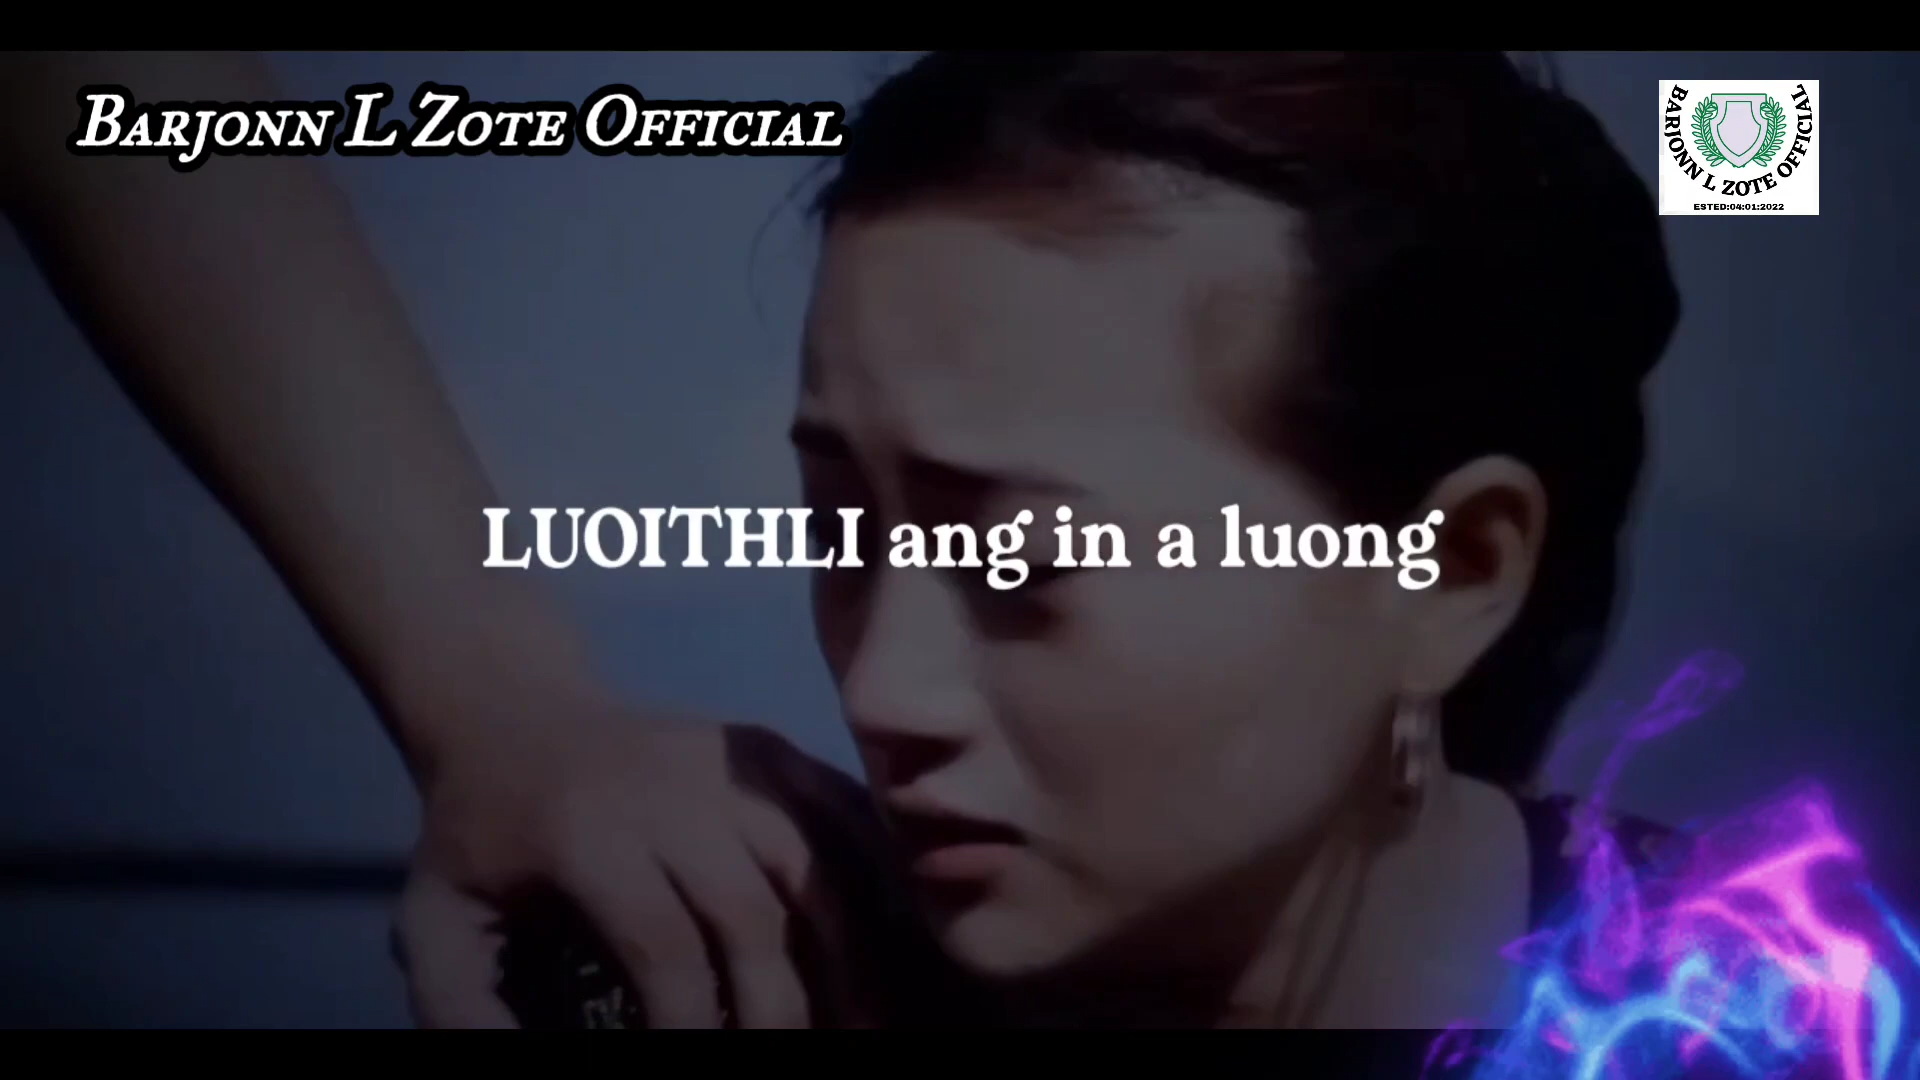 Barjonn L Zote Official
BARJONN L ZOTE OFFICIAL
ESTED:04:01:2022
LUOITHLI ang in a luong